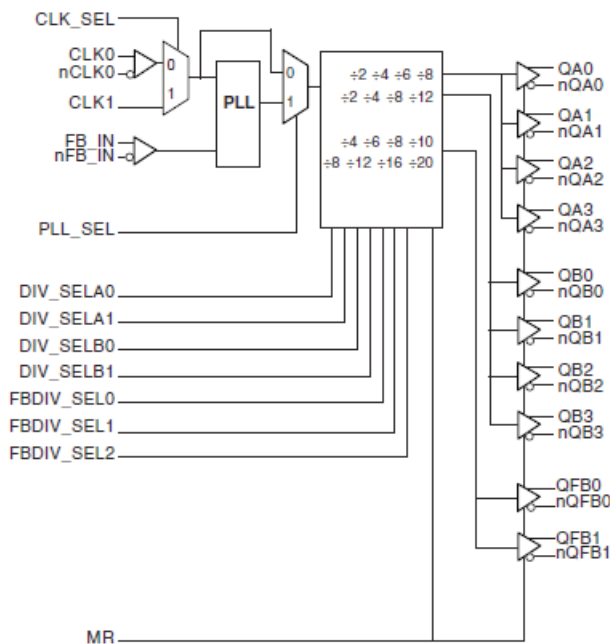 CLK_SEL
CLK0
nCLK0
CLK1
0
1
PLL
0
1
FB_IN
nFB_IN
PLL_SEL
÷2 ÷4 ÷6 ÷8
÷2 ÷4 ÷8 ÷12
÷4 ÷6 ÷8 ÷10
÷8 ÷12 ÷16 ÷20
DIV_SELA0
DIV_SELA1
DIV_SELB0
DIV_SELB1
FBDIV_SEL0
FBDIV_SEL1
FBDIV_SEL2
MR
QA0
nQA0
QA1
nQA1
QA2
nQA2
QA3
nQA3
QB0
nQB0
QB1
nQB1
QB2
nQB2
QB3
nQB3
QFB0
nQFB0
QFB1
nQFB1